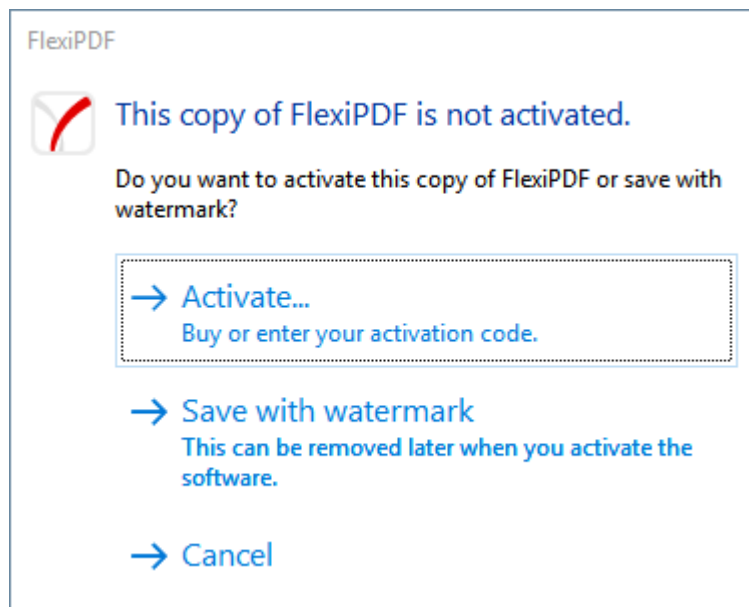 FlexiPDF
This copy of FlexiPDF is not activated.
Do you want to activate this copy of FlexiPDF or save with
watermark?
Activate...
Buy or enter your activation code.
Save with watermark
This can be removed later when you activate the
software.
Cancel